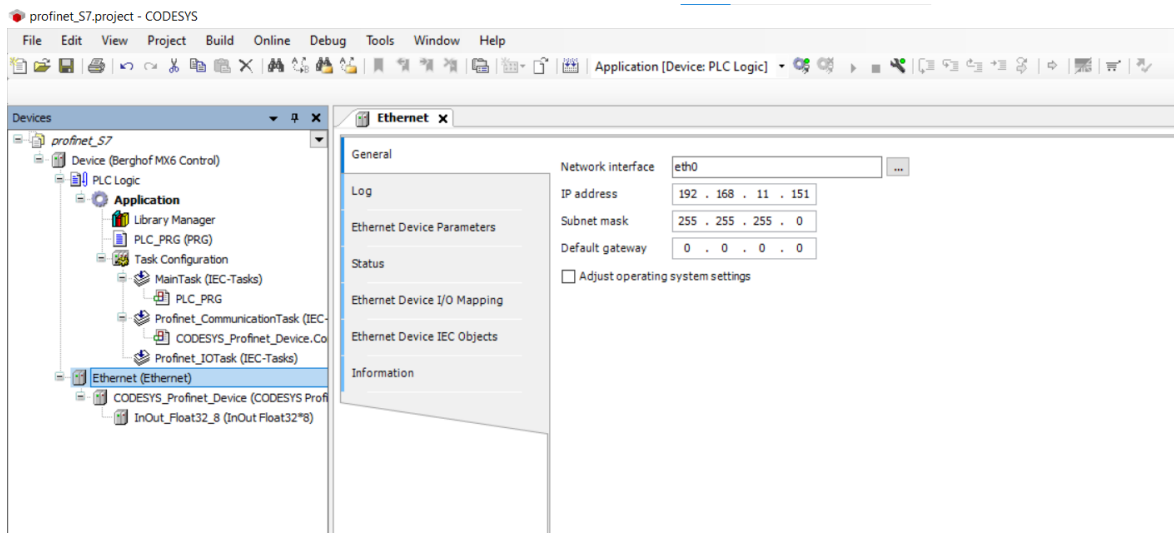 profinet_S7.project - CODESYS
File Edit View Project Build Online Debug Tools Window Help
Application [Device: PLC Logic]
Devices
profinet_S7
Device (Berghof MX6 Control)
PLC Logic
Application
Library Manager
PLC_PRG (PRG)
Task Configuration
MainTask (IEC-Tasks)
PLC_PRG
Profinet_CommunicationTask (IEC-
CODESYS_Profinet_Device.Co
Profinet_IOTask (IEC-Tasks)
Ethernet (Ethernet)
CODESYS_Profinet_Device (CODESYS Profi
InOut_Float32_8 (InOut Float32*8)
Ethernet
General
Log
Ethernet Device Parameters
Status
Ethernet Device I/O Mapping
Ethernet Device IEC Objects
Information
Network interface eth0 ...
IP address 192 . 168 . 11 . 151
Subnet mask 255 . 255 . 255 . 0
Default gateway 0 . 0 . 0 . 0
Adjust operating system settings